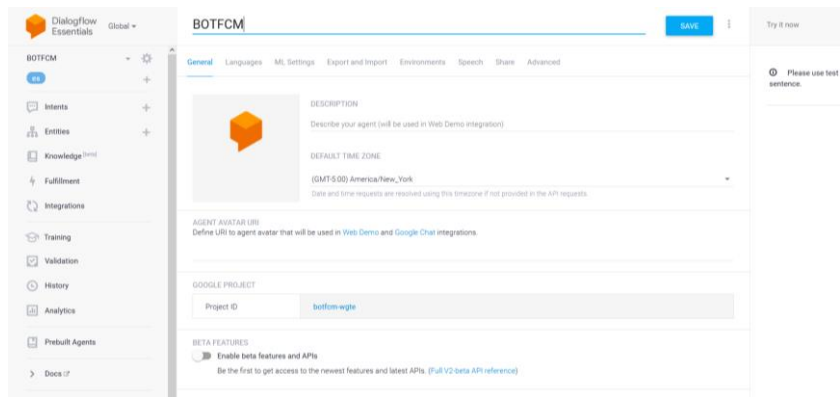 Dialogflow
Essentials
Global
BOTFCM
es
Intents
Entities
Knowledge [beta]
Fulfillment
Integrations
Training
Validation
History
Analytics
Prebuilt Agents
Docs
BOTFCM
SAVE
General Languages ML Settings Export and Import Environments Speech Share Advanced
DESCRIPTION
Describe your agent (will be used in Web Demo integration)
DEFAULT TIME ZONE
(GMT-5:00) America/New_York
Date and time requests are resolved using this timezone if not provided in the API requests.
AGENT AVATAR URI
Define URI to agent avatar that will be used in Web Demo and Google Chat integrations.
GOOGLE PROJECT
Project ID botfcm-wgte
BETA FEATURES
Enable beta features and APIs
Be the first to get access to the newest features and latest APIs. (Full V2-beta API reference)
Try it now
Please use test
sentence.